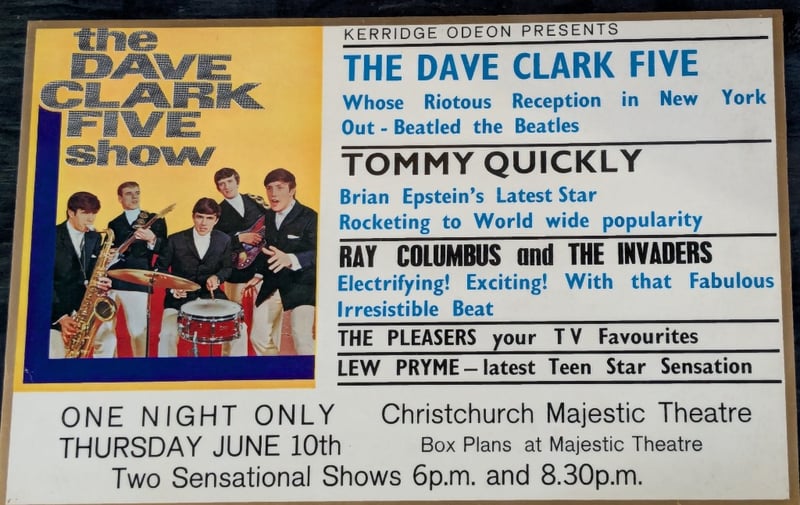 the
DAVE
CLARK
FIVE
show
KERRIDGE ODEON PRESENTS
THE DAVE CLARK FIVE
Whose Riotous Reception in New York
Out - Beatled the Beatles
TOMMY QUICKLY
Brian Epstein's Latest Star
Rocketing to World wide popularity
RAY COLUMBUS and THE INVADERS
Electrifying! Exciting! With that Fabulous
Irresistible Beat
THE PLEASERS your TV Favourites
LEW PRYME – latest Teen Star Sensation
ONE NIGHT ONLY
THURSDAY JUNE 10th
Christchurch Majestic Theatre
Box Plans at Majestic Theatre
Two Sensational Shows 6p.m. and 8.30p.m.